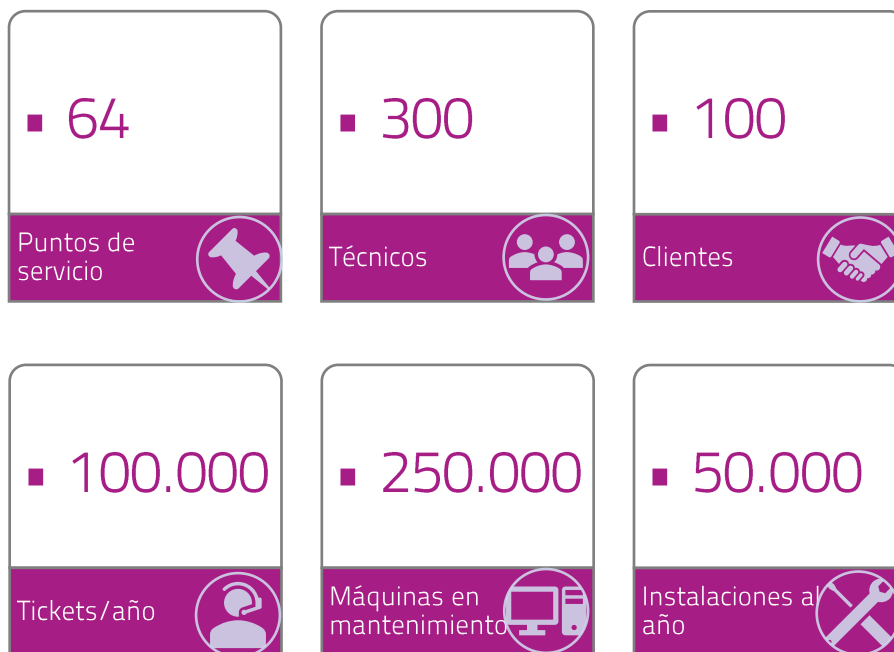 64
Puntos de
servicio
300
Técnicos
100
Clientes
100.000
Tickets/año
250.000
Máquinas en
mantenimiento
50.000
Instalaciones al
año